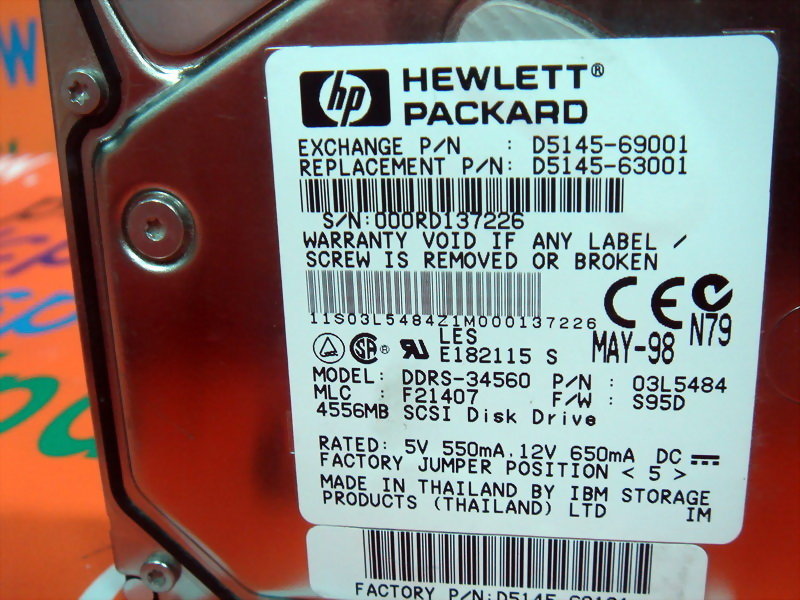 hp HEWLETT®
PACKARD
EXCHANGE P/N : D5145-69001
REPLACEMENT P/N: D5145-63001
S/N:000RD137226
WARRANTY VOID IF ANY LABEL /
SCREW IS REMOVED OR BROKEN
11S03L5484Z1M000137226
CE N79
LES
E182115 S
MAY-98
MODEL: DDRS-34560 P/N : 03L5484
MLC : F21407 F/W : S95D
4556MB SCSI Disk Drive
RATED: 5V 550mA, 12V 650mA DC
FACTORY JUMPER POSITION < 5 >
MADE IN THAILAND BY IBM STORAGE
PRODUCTS (THAILAND) LTD IM
FACTORY P/N: